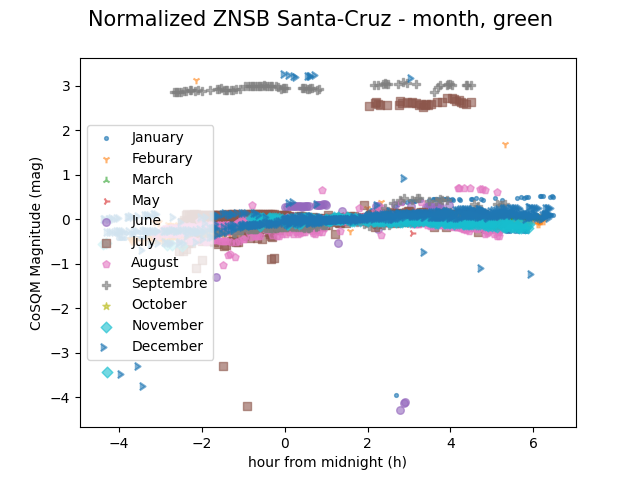 Normalized ZNSB Santa-Cruz - month, green
3
2
1
0
−1
−2
−3
−4
CoSQM Magnitude (mag)
January
Feburary
March
May
June
July
August
Septembre
October
November
December
−4 −2 0 2 4 6
hour from midnight (h)